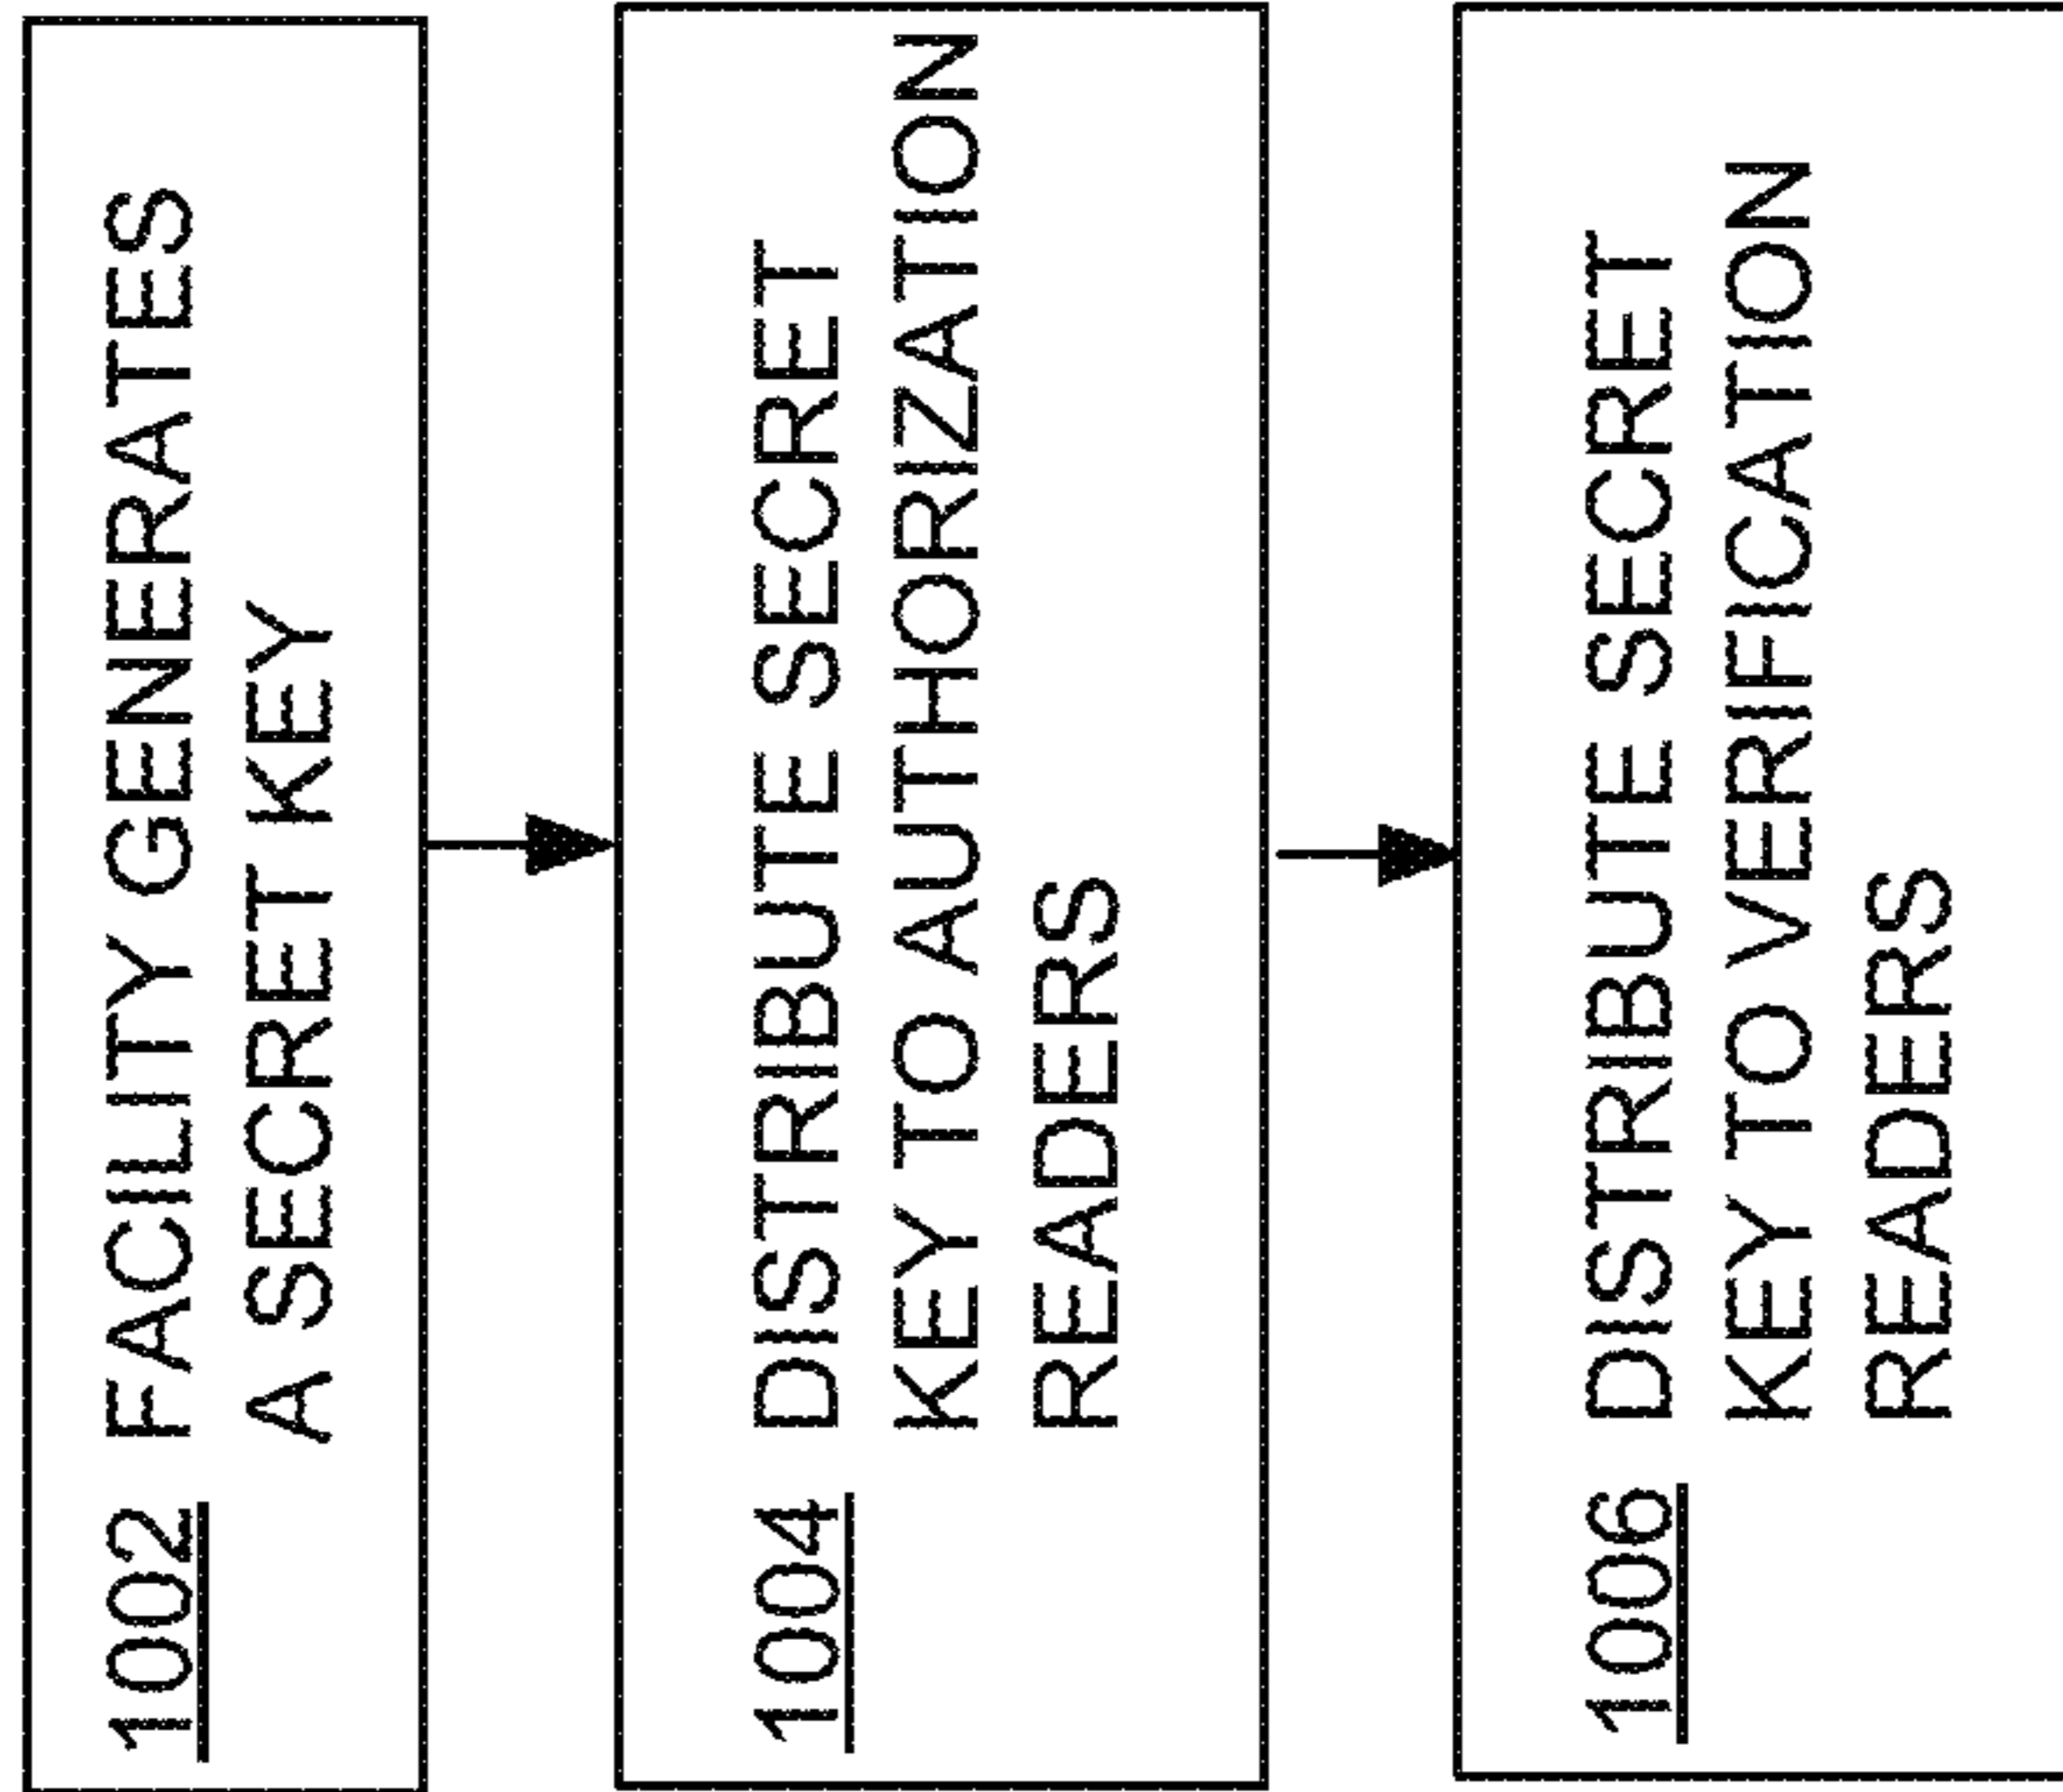 1002 FACILITY GENERATES
A SECRET KEY
1004 DISTRIBUTE SECRET
KEY TO AUTHORIZATION
READERS
1006 DISTRIBUTE SECRET
KEY TO VERIFICATION
READERS